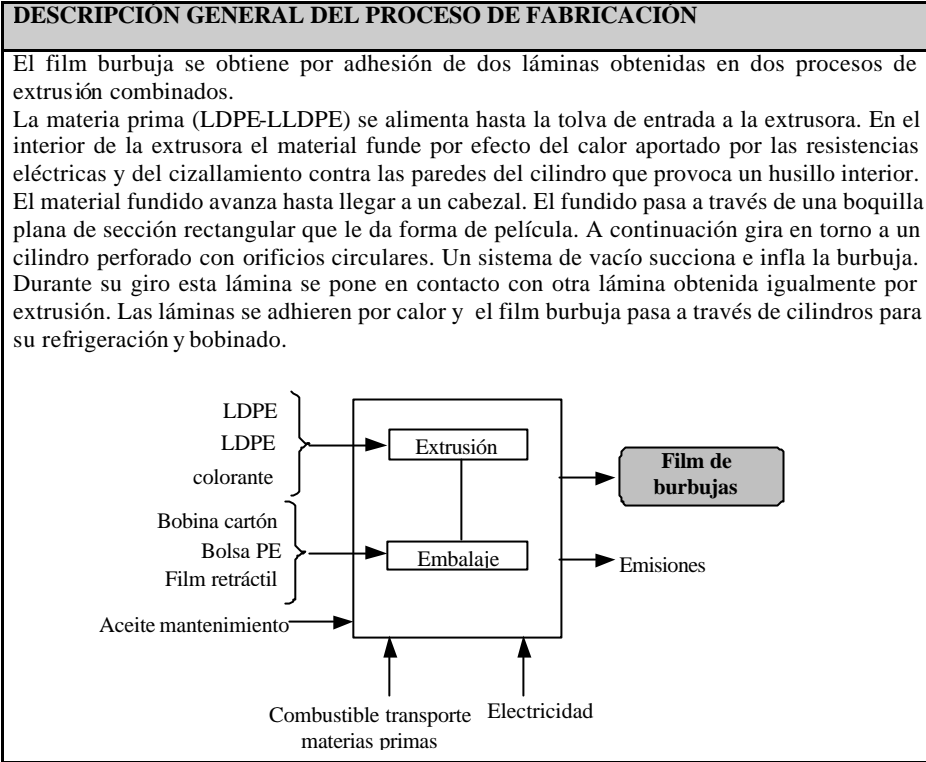 DESCRIPCIÓN GENERAL DEL PROCESO DE FABRICACIÓN
El film burbuja se obtiene por adhesión de dos láminas obtenidas en dos procesos de
extrusión combinados.
La materia prima (LDPE-LLDPE) se alimenta hasta la tolva de entrada a la extrusora. En el
interior de la extrusora el material funde por efecto del calor aportado por las resistencias
eléctricas y del cizallamiento contra las paredes del cilindro que provoca un husillo interior.
El material fundido avanza hasta llegar a un cabezal. El fundido pasa a través de una boquilla
plana de sección rectangular que le da forma de película. A continuación gira en torno a un
cilindro perforado con orificios circulares. Un sistema de vacío succiona e infla la burbuja.
Durante su giro esta lámina se pone en contacto con otra lámina obtenida igualmente por
extrusión. Las láminas se adhieren por calor y el film burbuja pasa a través de cilindros para
su refrigeración y bobinado.
LDPE
LDPE
colorante
Extrusión
Film de
burbujas
Bobina cartón
Bolsa PE
Film retráctil
Embalaje
Emisiones
Aceite mantenimiento
Combustible transporte
materias primas
Electricidad